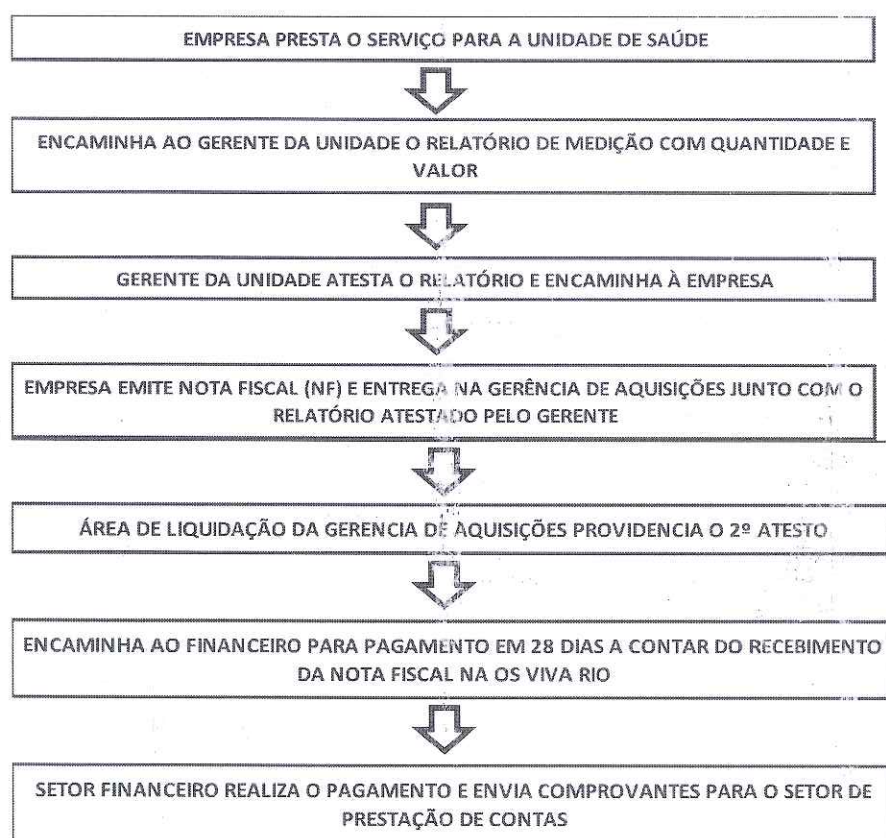 EMPRESA PRESTA O SERVIÇO PARA A UNIDADE DE SAÚDE
ENCAMINHA AO GERENTE DA UNIDADE O RELATÓRIO DE MEDIÇÃO COM QUANTIDADE E
VALOR
GERENTE DA UNIDADE ATESTA O RELATÓRIO E ENCAMINHA À EMPRESA
EMPRESA EMITE NOTA FISCAL (NF) E ENTREGA NA GERÊNCIA DE AQUISIÇÕES JUNTO COM O
RELATÓRIO ATESTADO PELO GERENTE
ÁREA DE LIQUIDAÇÃO DA GERENCIA DE AQUISIÇÕES PROVIDENCIA O 2º ATESTO
ENCAMINHA AO FINANCEIRO PARA PAGAMENTO EM 28 DIAS A CONTAR DO RECEBIMENTO
DA NOTA FISCAL NA OS VIVA RIO
SETOR FINANCEIRO REALIZA O PAGAMENTO E ENVIA COMPROVANTES PARA O SETOR DE
PRESTAÇÃO DE CONTAS